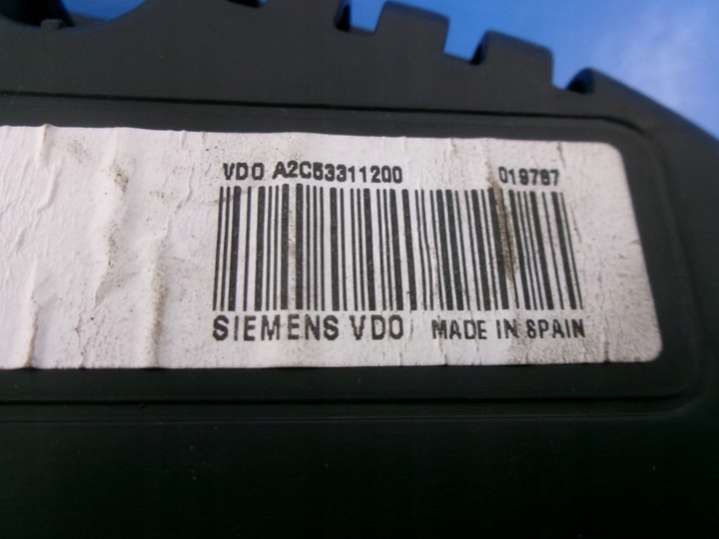 VDO A2C53311200 019787
SIEMENS VDO MADE IN SPAIN